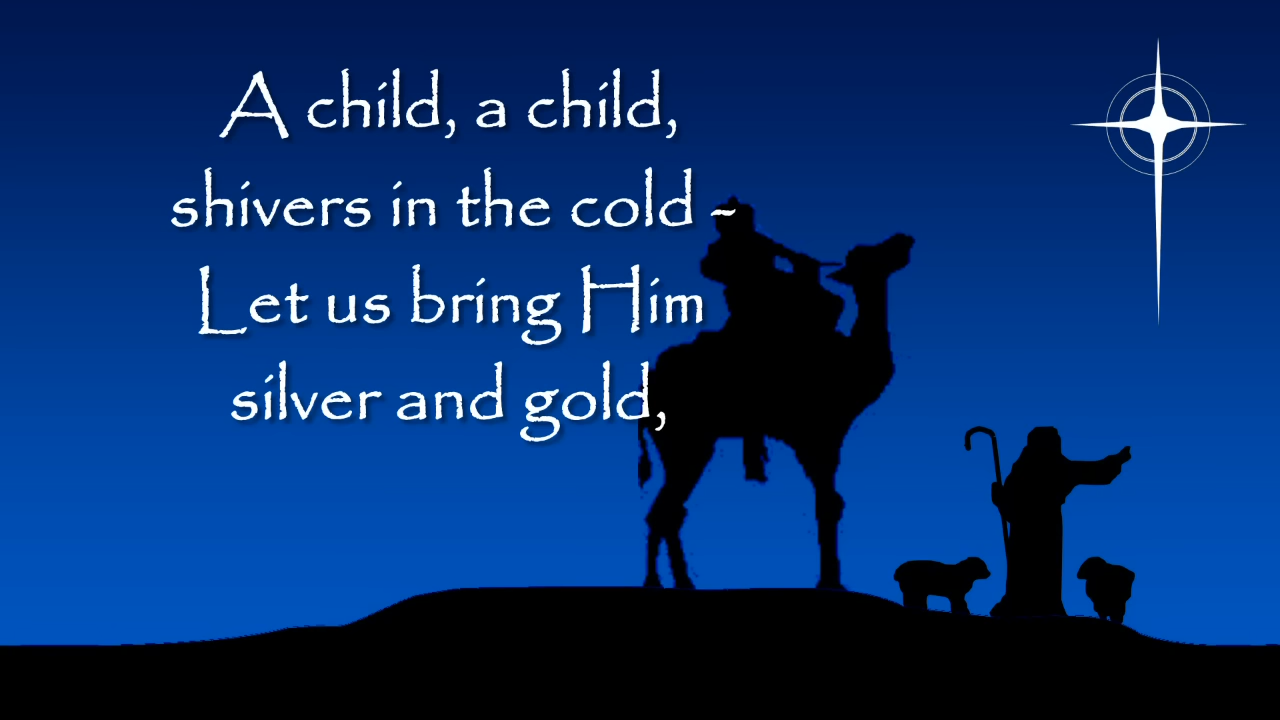 A child, a child,
shivers in the cold ~
Let us bring Him
silver and gold,